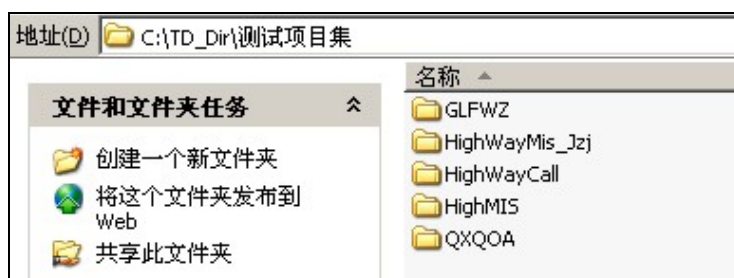 地址(D) C:\TD_Dir\测试项目集
文件和文件夹任务
创建一个新文件夹
将这个文件夹发布到
Web
共享此文件夹
名称
GLFWZ
HighWayMis_Jzj
HighWayCall
HighMIS
QXQOA